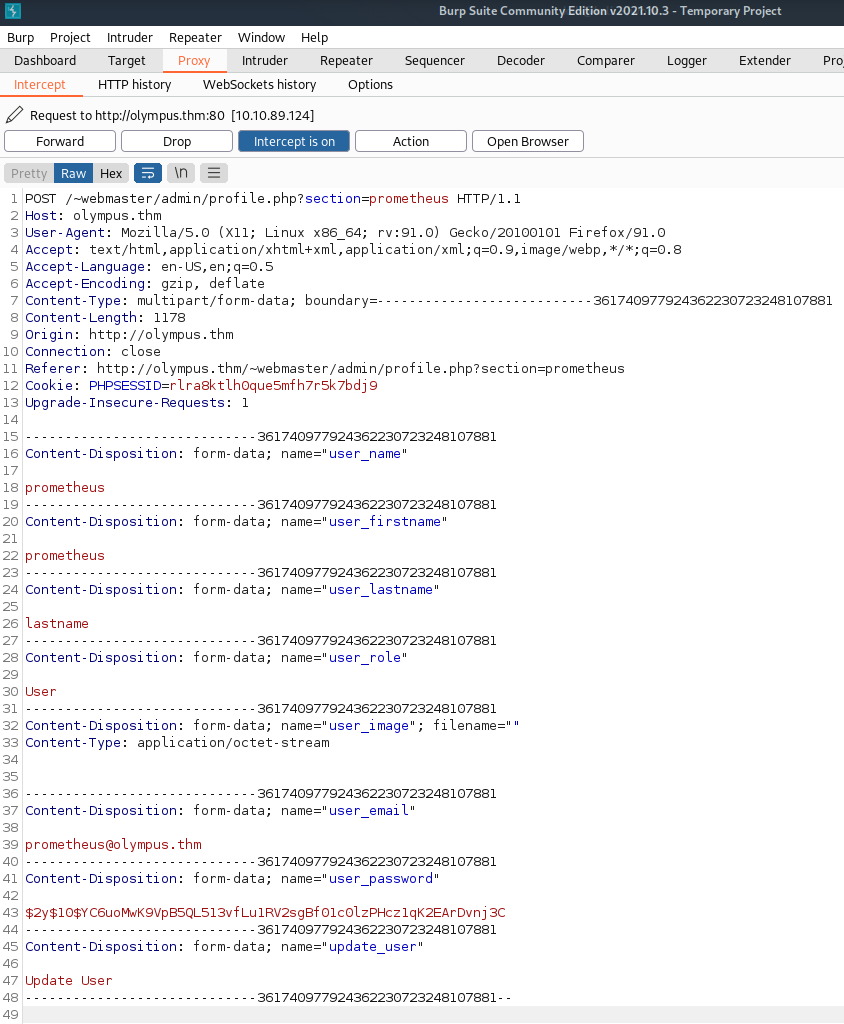 Burp Suite Community Edition v2021.10.3 - Temporary Project
Burp Project Intruder Repeater Window Help
Dashboard Target Proxy Intruder Repeater Sequencer Decoder Comparer Logger Extender Pro
Intercept HTTP history WebSockets history Options
Request to http://olympus.thm:80 [10.10.89.124]
Forward Drop Intercept is on Action Open Browser
Pretty Raw Hex \n
1 POST /~webmaster/admin/profile.php?section=prometheus HTTP/1.1
2 Host: olympus.thm
3 User-Agent: Mozilla/5.0 (X11; Linux x86_64; rv:91.0) Gecko/20100101 Firefox/91.0
4 Accept: text/html,application/xhtml+xml,application/xml;q=0.9,image/webp,*/*;q=0.8
5 Accept-Language: en-US,en;q=0.5
6 Accept-Encoding: gzip, deflate
7 Content-Type: multipart/form-data; boundary=---------------------------361740977924362230723248107881
8 Content-Length: 1178
9 Origin: http://olympus.thm
10 Connection: close
11 Referer: http://olympus.thm/~webmaster/admin/profile.php?section=prometheus
12 Cookie: PHPSESSID=rlra8ktlh0que5mfh7r5k7bdj9
13 Upgrade-Insecure-Requests: 1
14
15 -----------------------------361740977924362230723248107881
16 Content-Disposition: form-data; name="user_name"
17
18 prometheus
19 -----------------------------361740977924362230723248107881
20 Content-Disposition: form-data; name="user_firstname"
21
22 prometheus
23 -----------------------------361740977924362230723248107881
24 Content-Disposition: form-data; name="user_lastname"
25
26 lastname
27 -----------------------------361740977924362230723248107881
28 Content-Disposition: form-data; name="user_role"
29
30 User
31 -----------------------------361740977924362230723248107881
32 Content-Disposition: form-data; name="user_image"; filename=""
33 Content-Type: application/octet-stream
34
35
36 -----------------------------361740977924362230723248107881
37 Content-Disposition: form-data; name="user_email"
38
39 prometheus@olympus.thm
40 -----------------------------361740977924362230723248107881
41 Content-Disposition: form-data; name="user_password"
42
43 $2y$10$YC6uoMwK9VpB5QL513vfLu1RV2sgBf01c0lzPHcz1qK2EArDvnj3C
44 -----------------------------361740977924362230723248107881
45 Content-Disposition: form-data; name="update_user"
46
47 Update User
48 -----------------------------361740977924362230723248107881--
49